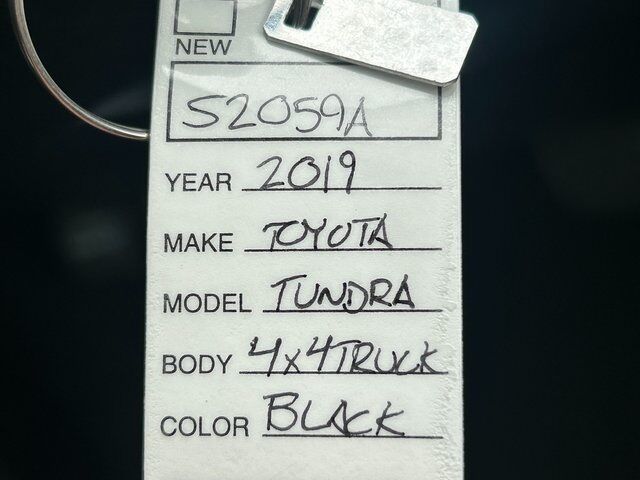 NEW
S2059A
YEAR 2019
MAKE TOYOTA
MODEL TUNDRA
BODY 4x4TRUCK
COLOR BLACK